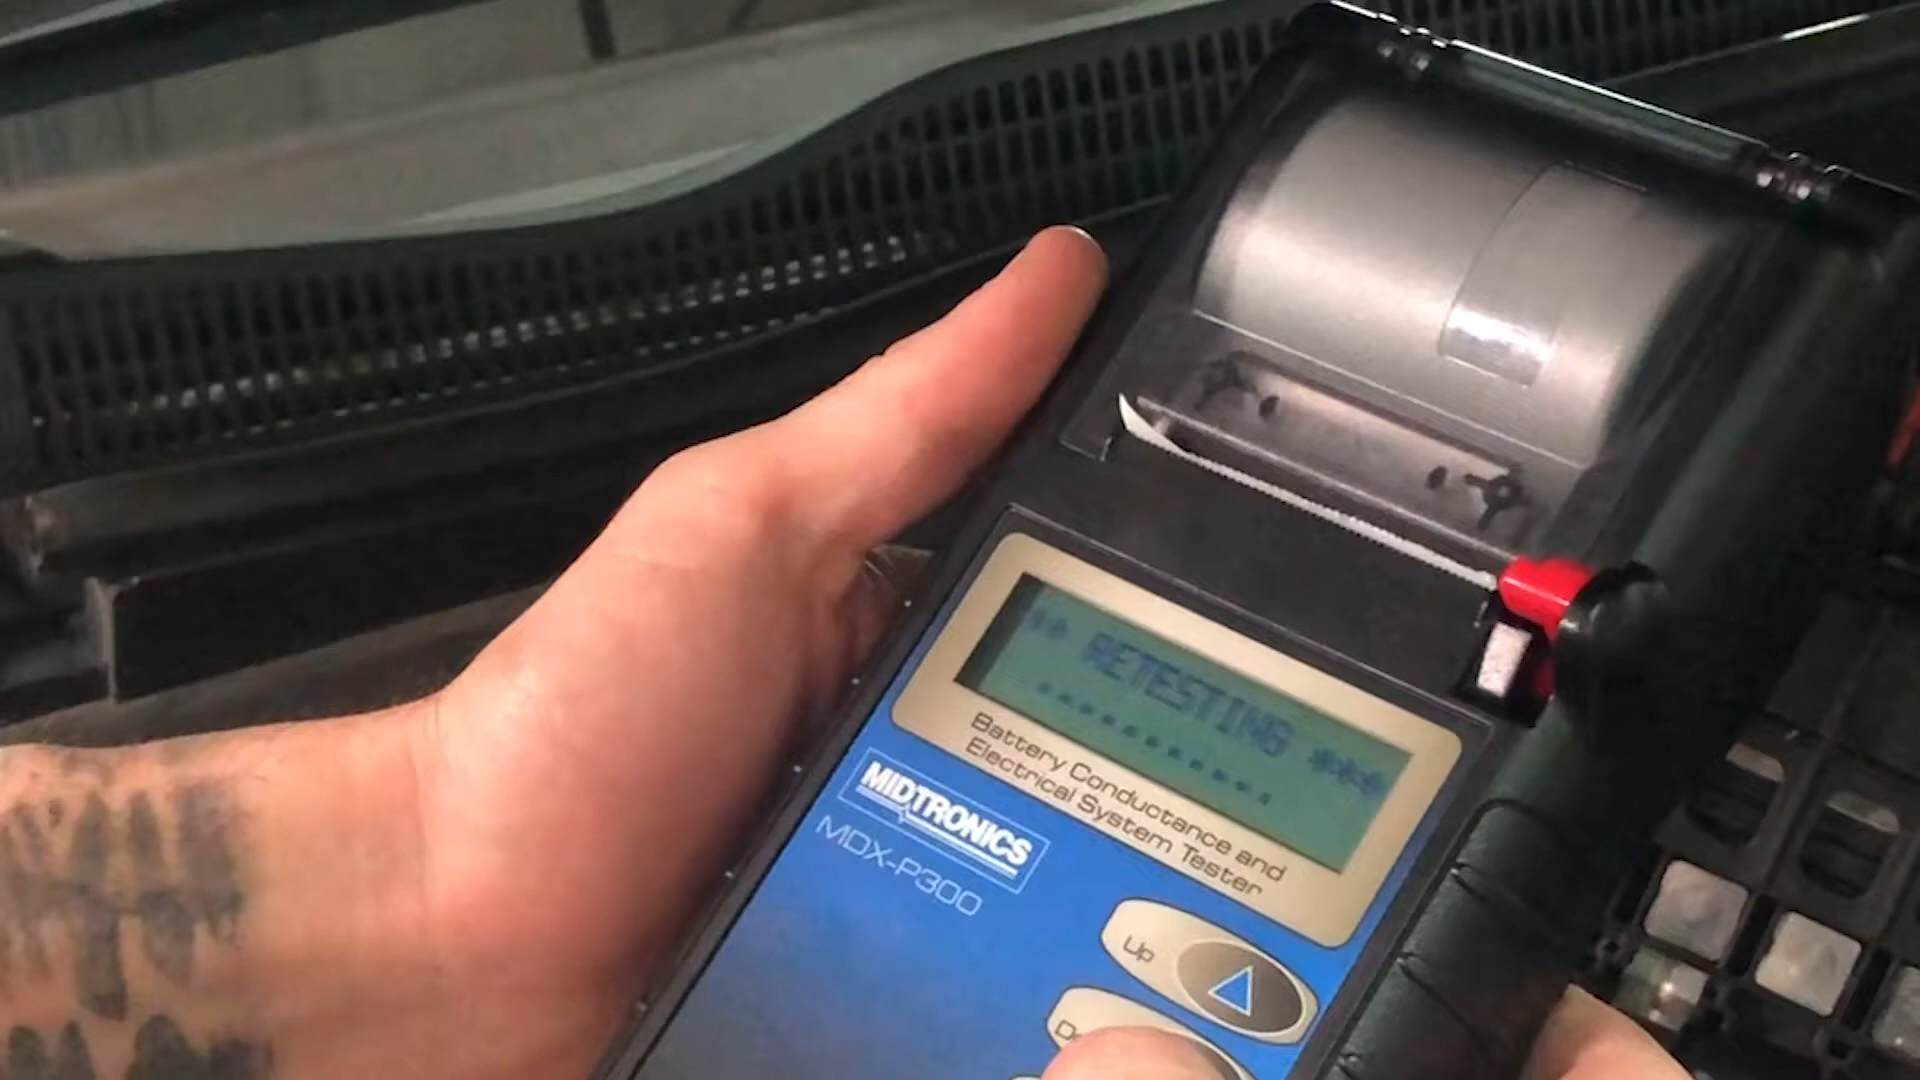 ** RETESTING ***
Battery Conductance and
Electrical System Tester
MIDTRONICS
MDX-P300
Up